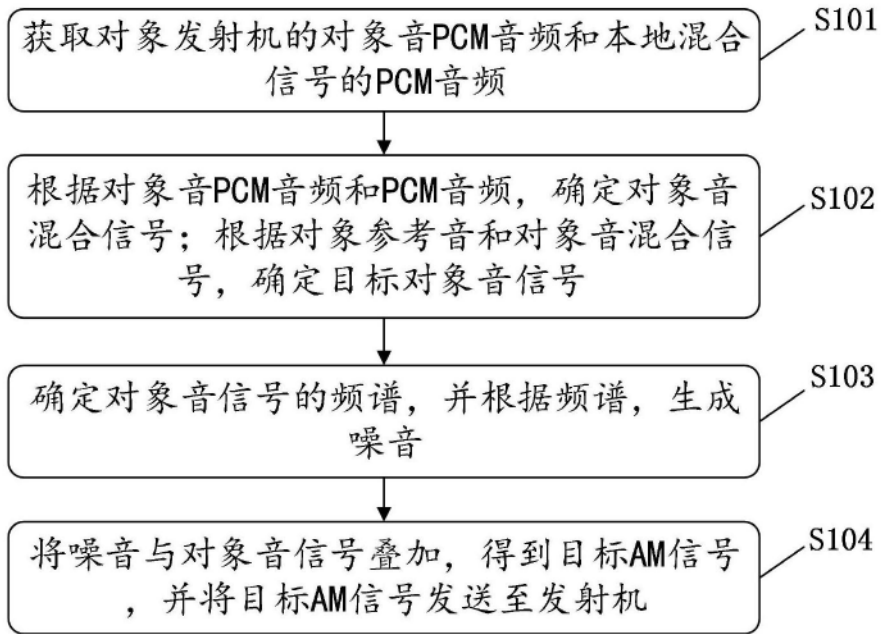 获取对象发射机的对象音PCM音频和本地混合
信号的PCM音频
S101
根据对象音PCM音频和PCM音频，确定对象音
混合信号；根据对象参考音和对象音混合信
号，确定目标对象音信号
S102
确定对象音信号的频谱，并根据频谱，生成
噪音
S103
将噪音与对象音信号叠加，得到目标AM信号
，并将目标AM信号发送至发射机
S104